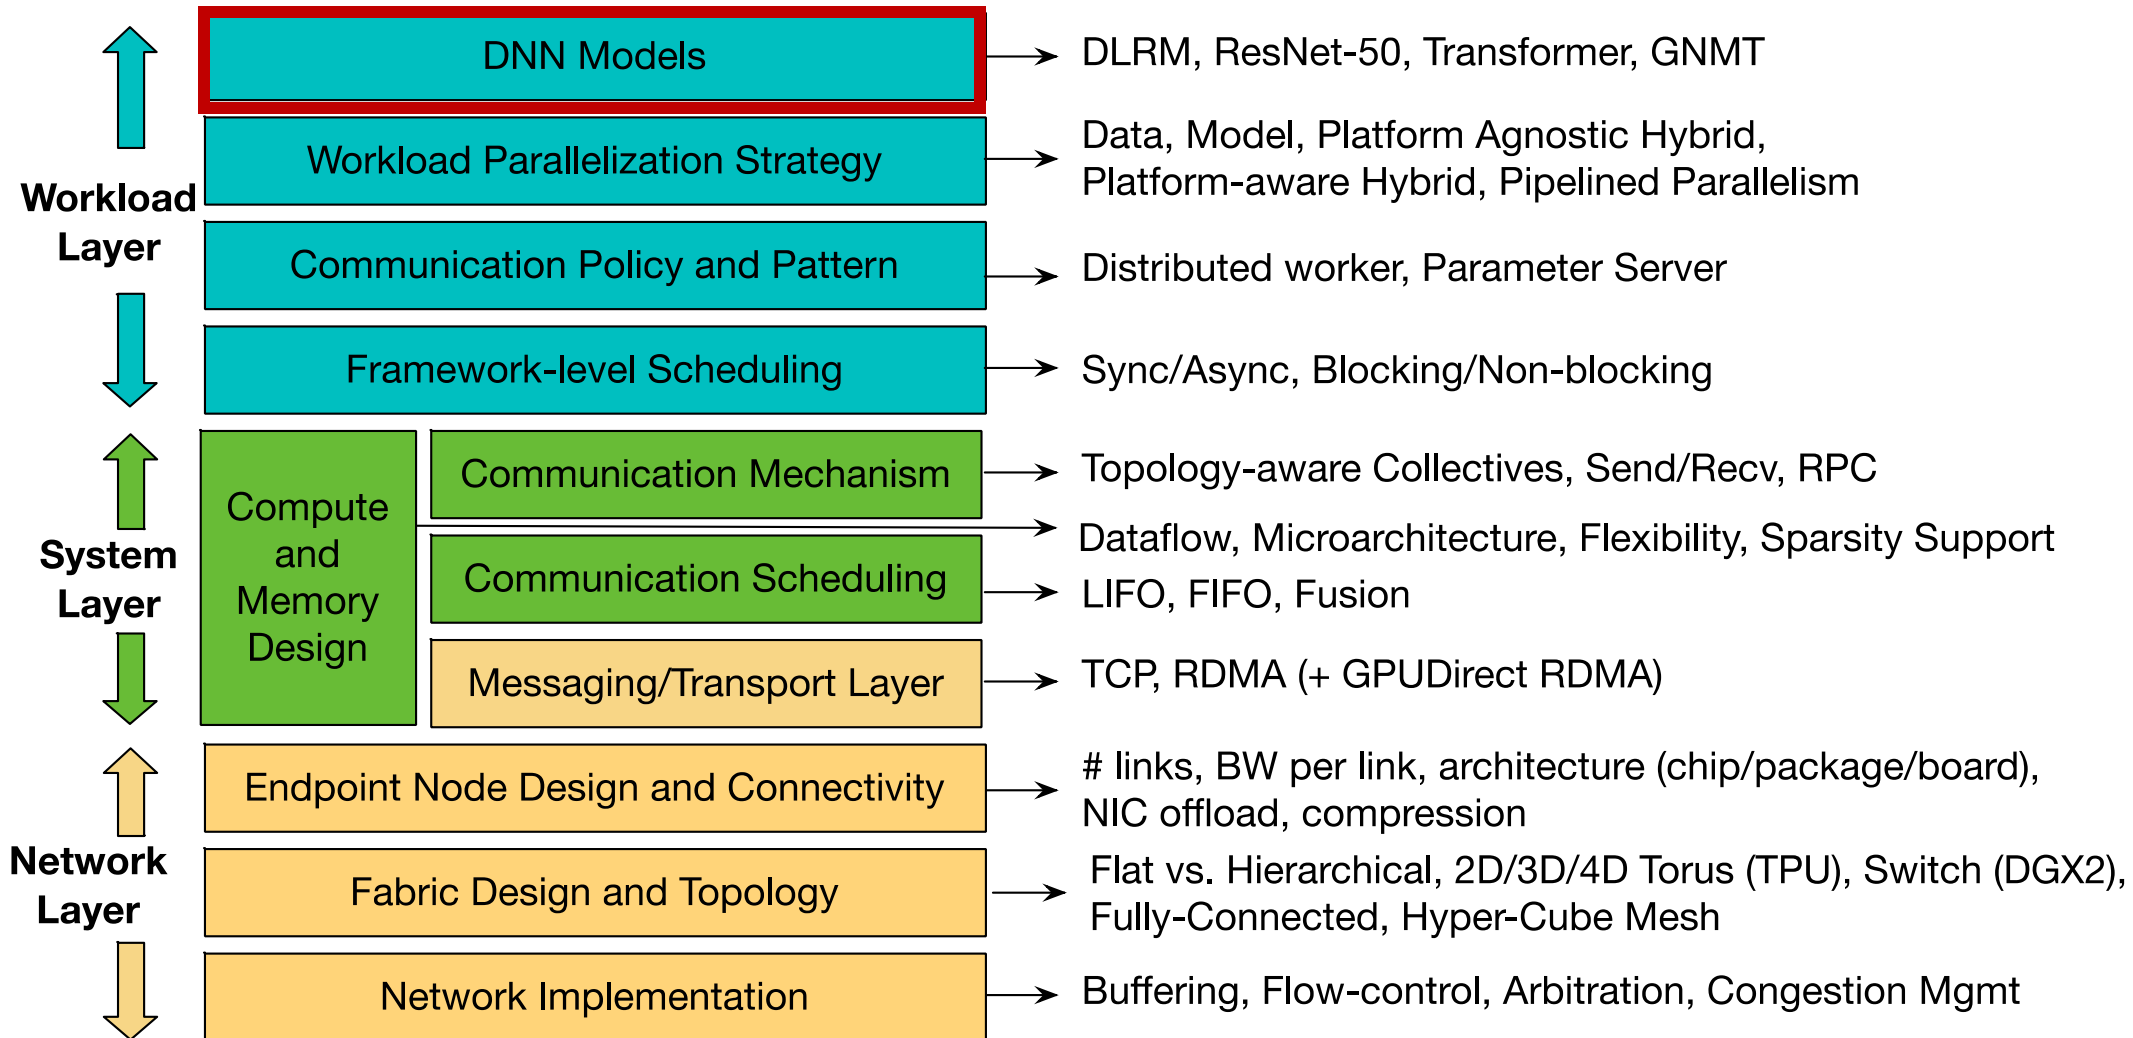 DNN Models
DLRM, ResNet-50, Transformer, GNMT
Workload Parallelization Strategy
Data, Model, Platform Agnostic Hybrid,
Platform-aware Hybrid, Pipelined Parallelism
Workload
Layer
Communication Policy and Pattern
Distributed worker, Parameter Server
Framework-level Scheduling
Sync/Async, Blocking/Non-blocking
System
Layer
Compute
and
Memory
Design
Communication Mechanism
Topology-aware Collectives, Send/Recv, RPC
Dataflow, Microarchitecture, Flexibility, Sparsity Support
Communication Scheduling
LIFO, FIFO, Fusion
Messaging/Transport Layer
TCP, RDMA (+ GPUDirect RDMA)
Network
Layer
Endpoint Node Design and Connectivity
# links, BW per link, architecture (chip/package/board),
NIC offload, compression
Fabric Design and Topology
Flat vs. Hierarchical, 2D/3D/4D Torus (TPU), Switch (DGX2),
Fully-Connected, Hyper-Cube Mesh
Network Implementation
Buffering, Flow-control, Arbitration, Congestion Mgmt